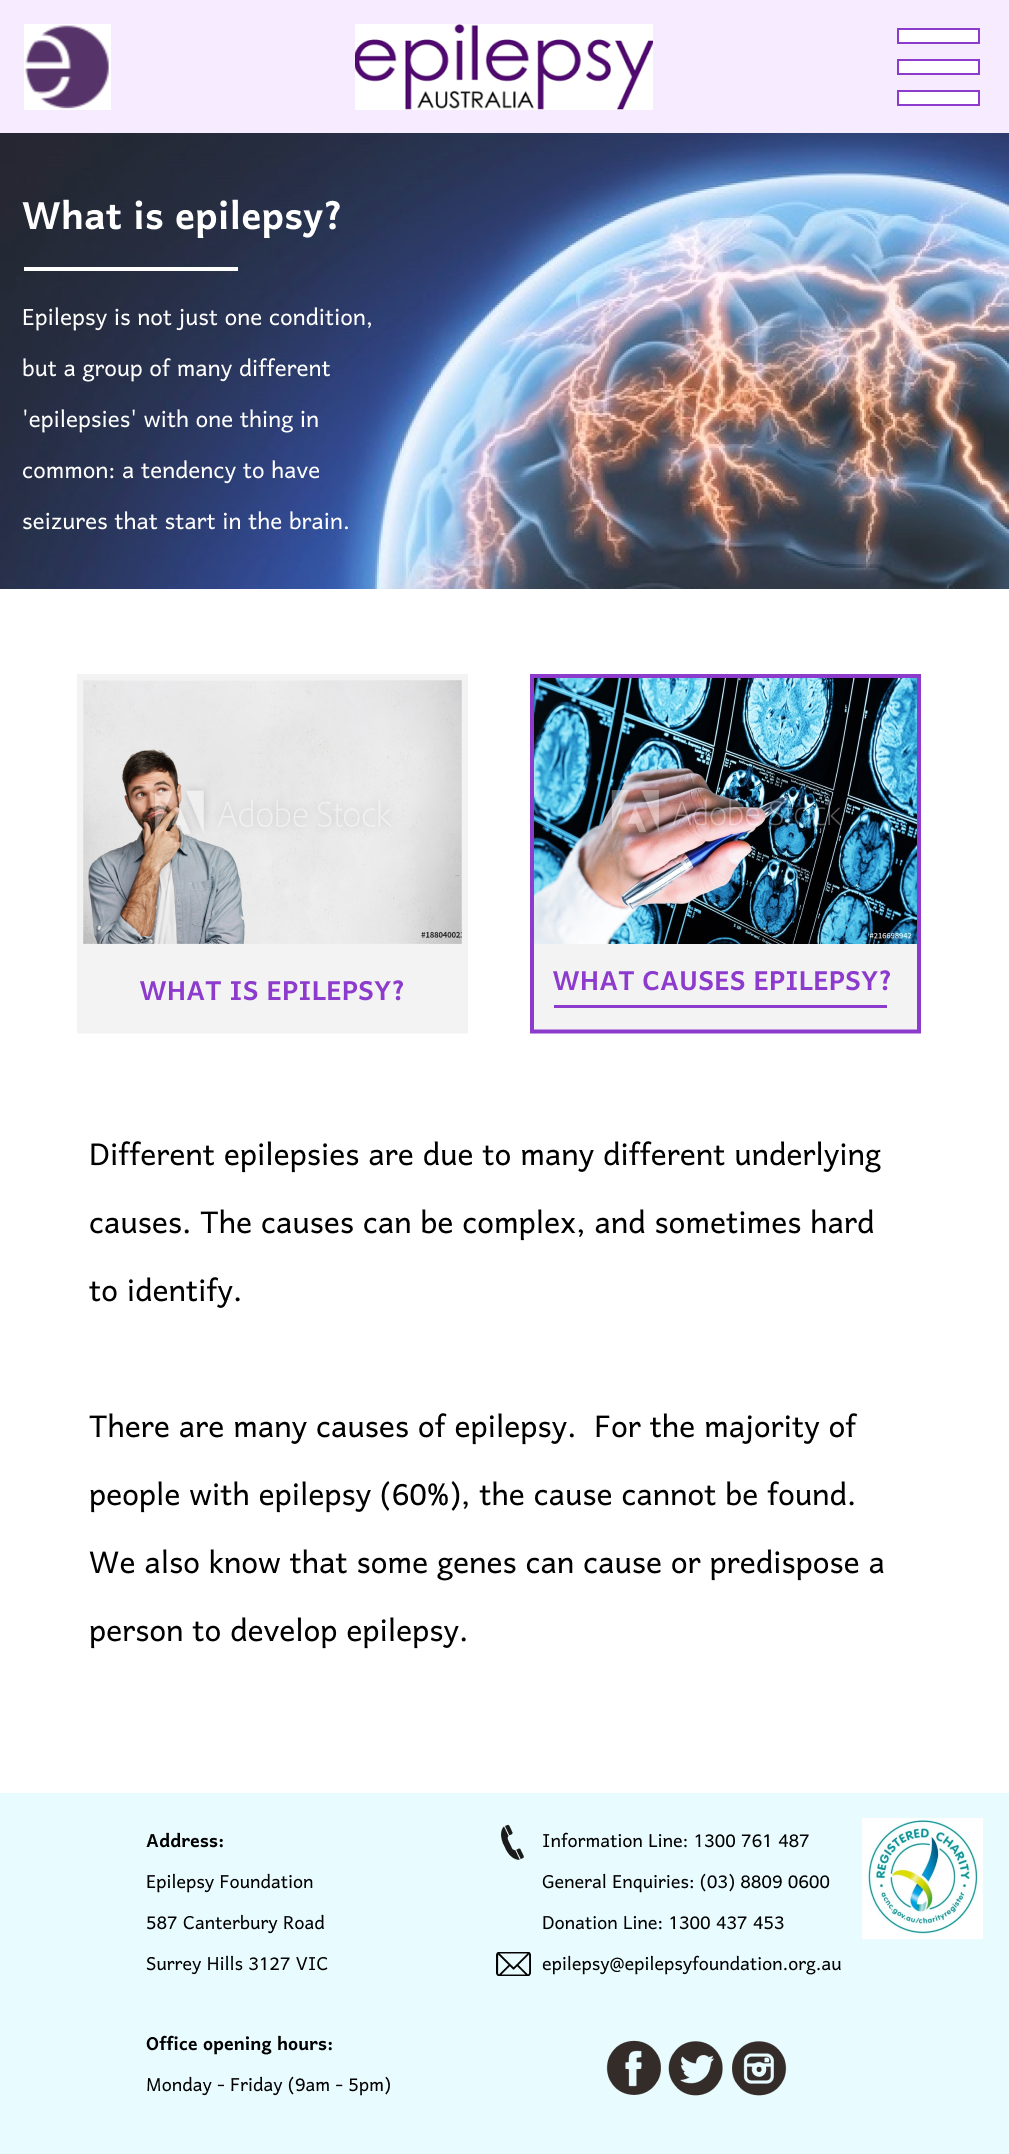 e
epilepsy
AUSTRALIA
What is epilepsy?
Epilepsy is not just one condition,
but a group of many different
'epilepsies' with one thing in
common: a tendency to have
seizures that start in the brain.
Adobe Stock
Adobe Stock
#216698942
WHAT IS EPILEPSY?
WHAT CAUSES EPILEPSY?
Different epilepsies are due to many different underlying
causes. The causes can be complex, and sometimes hard
to identify.
There are many causes of epilepsy.  For the majority of
people with epilepsy (60%), the cause cannot be found.
We also know that some genes can cause or predispose a
person to develop epilepsy.
Address:
Epilepsy Foundation
587 Canterbury Road
Surrey Hills 3127 VIC
Office opening hours:
Monday - Friday (9am - 5pm)
Information Line: 1300 761 487
General Enquiries: (03) 8809 0600
Donation Line: 1300 437 453
epilepsy@epilepsyfoundation.org.au
REGISTERED CHARITY
acnc.gov.au/charityregister